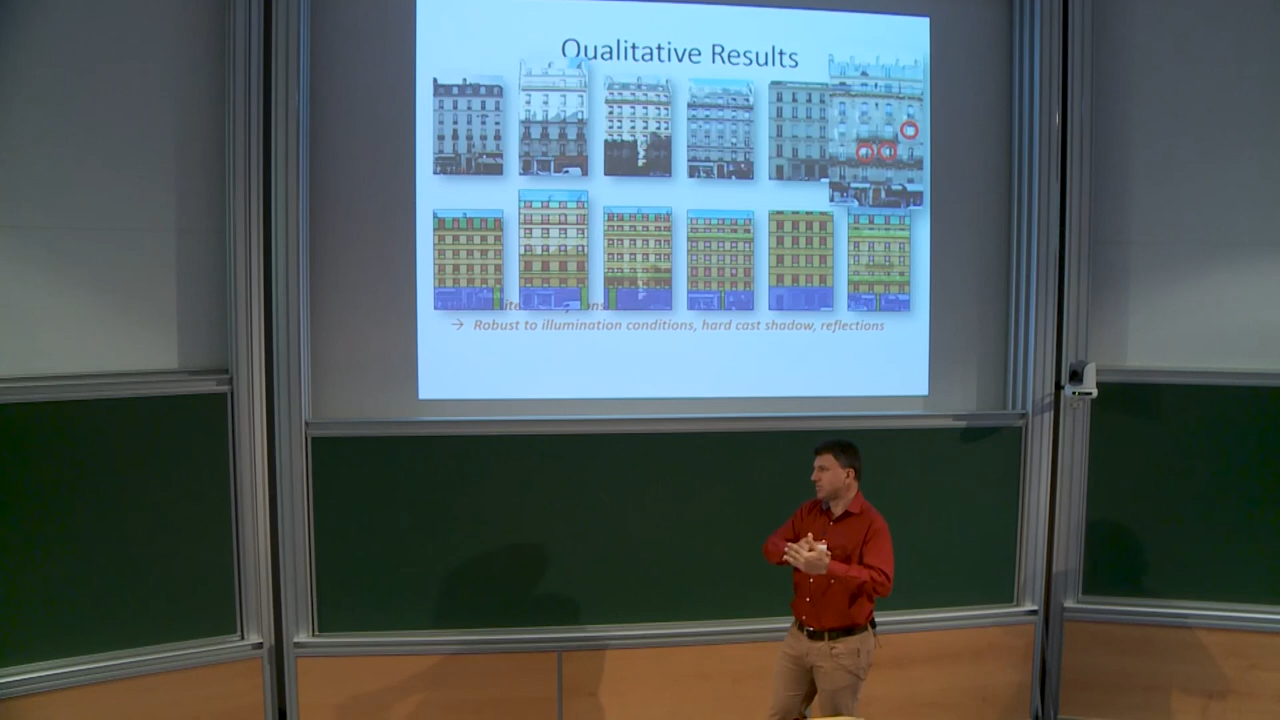 Qualitative Results
→ Robust to illumination conditions, hard cast shadow, reflections